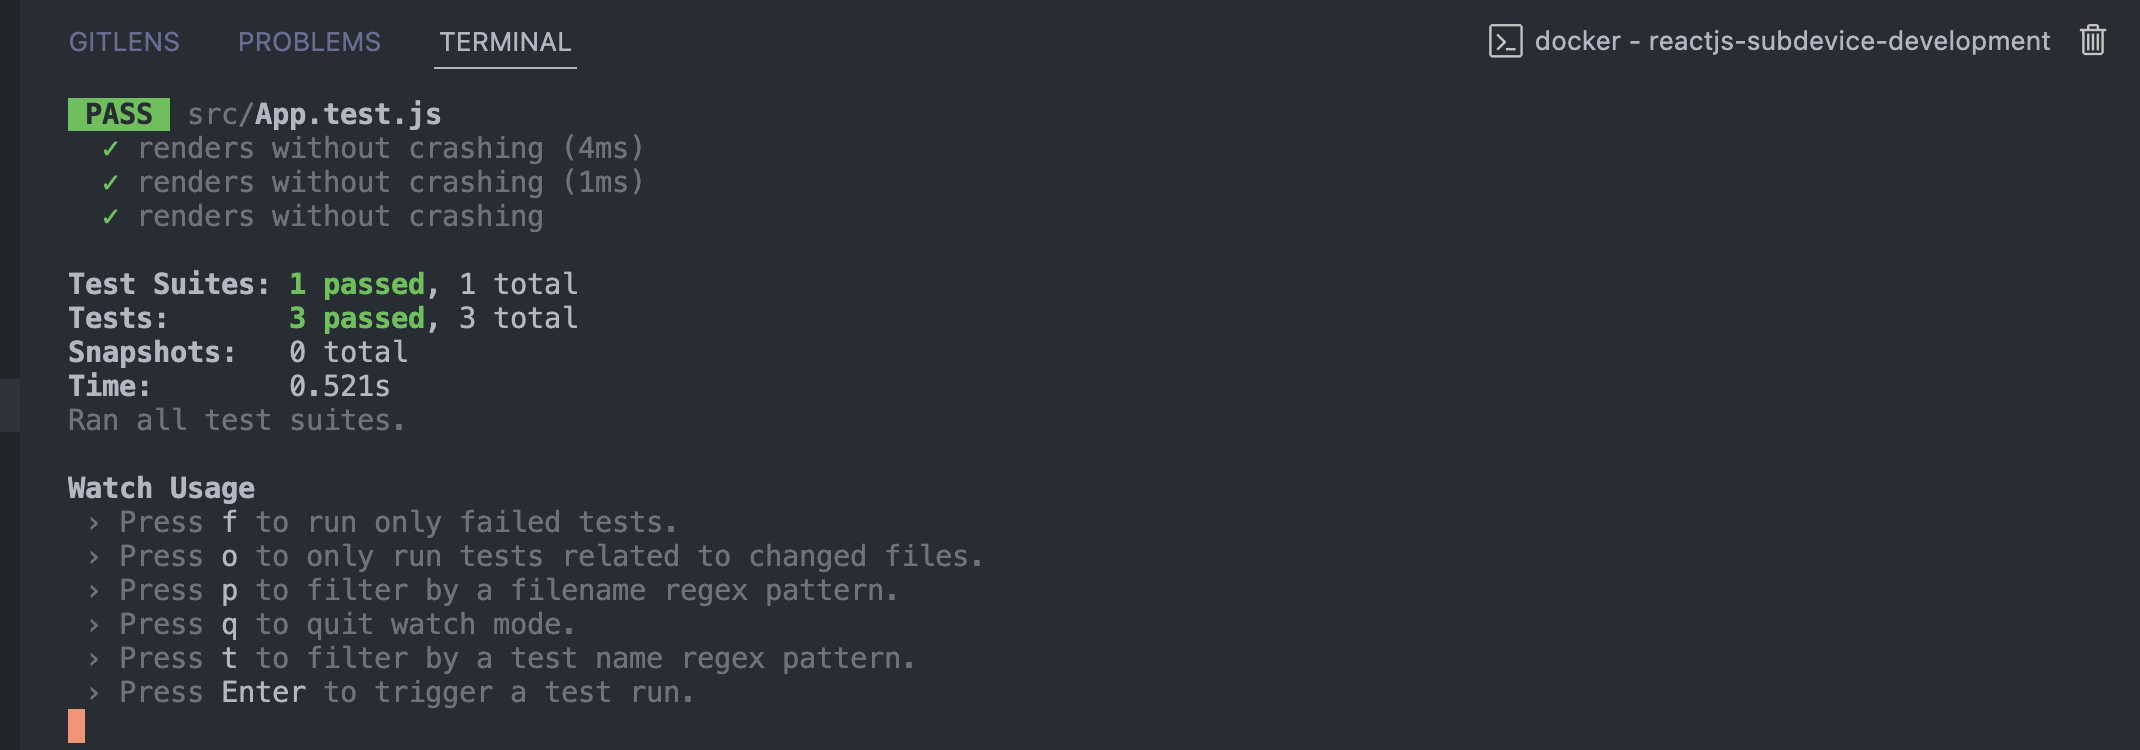 GITLENS PROBLEMS TERMINAL docker - reactjs-subdevice-development
PASS src/App.test.js
✓ renders without crashing (4ms)
✓ renders without crashing (1ms)
✓ renders without crashing
Test Suites: 1 passed, 1 total
Tests: 3 passed, 3 total
Snapshots: 0 total
Time: 0.521s
Ran all test suites.
Watch Usage
› Press f to run only failed tests.
› Press o to only run tests related to changed files.
› Press p to filter by a filename regex pattern.
› Press q to quit watch mode.
› Press t to filter by a test name regex pattern.
› Press Enter to trigger a test run.